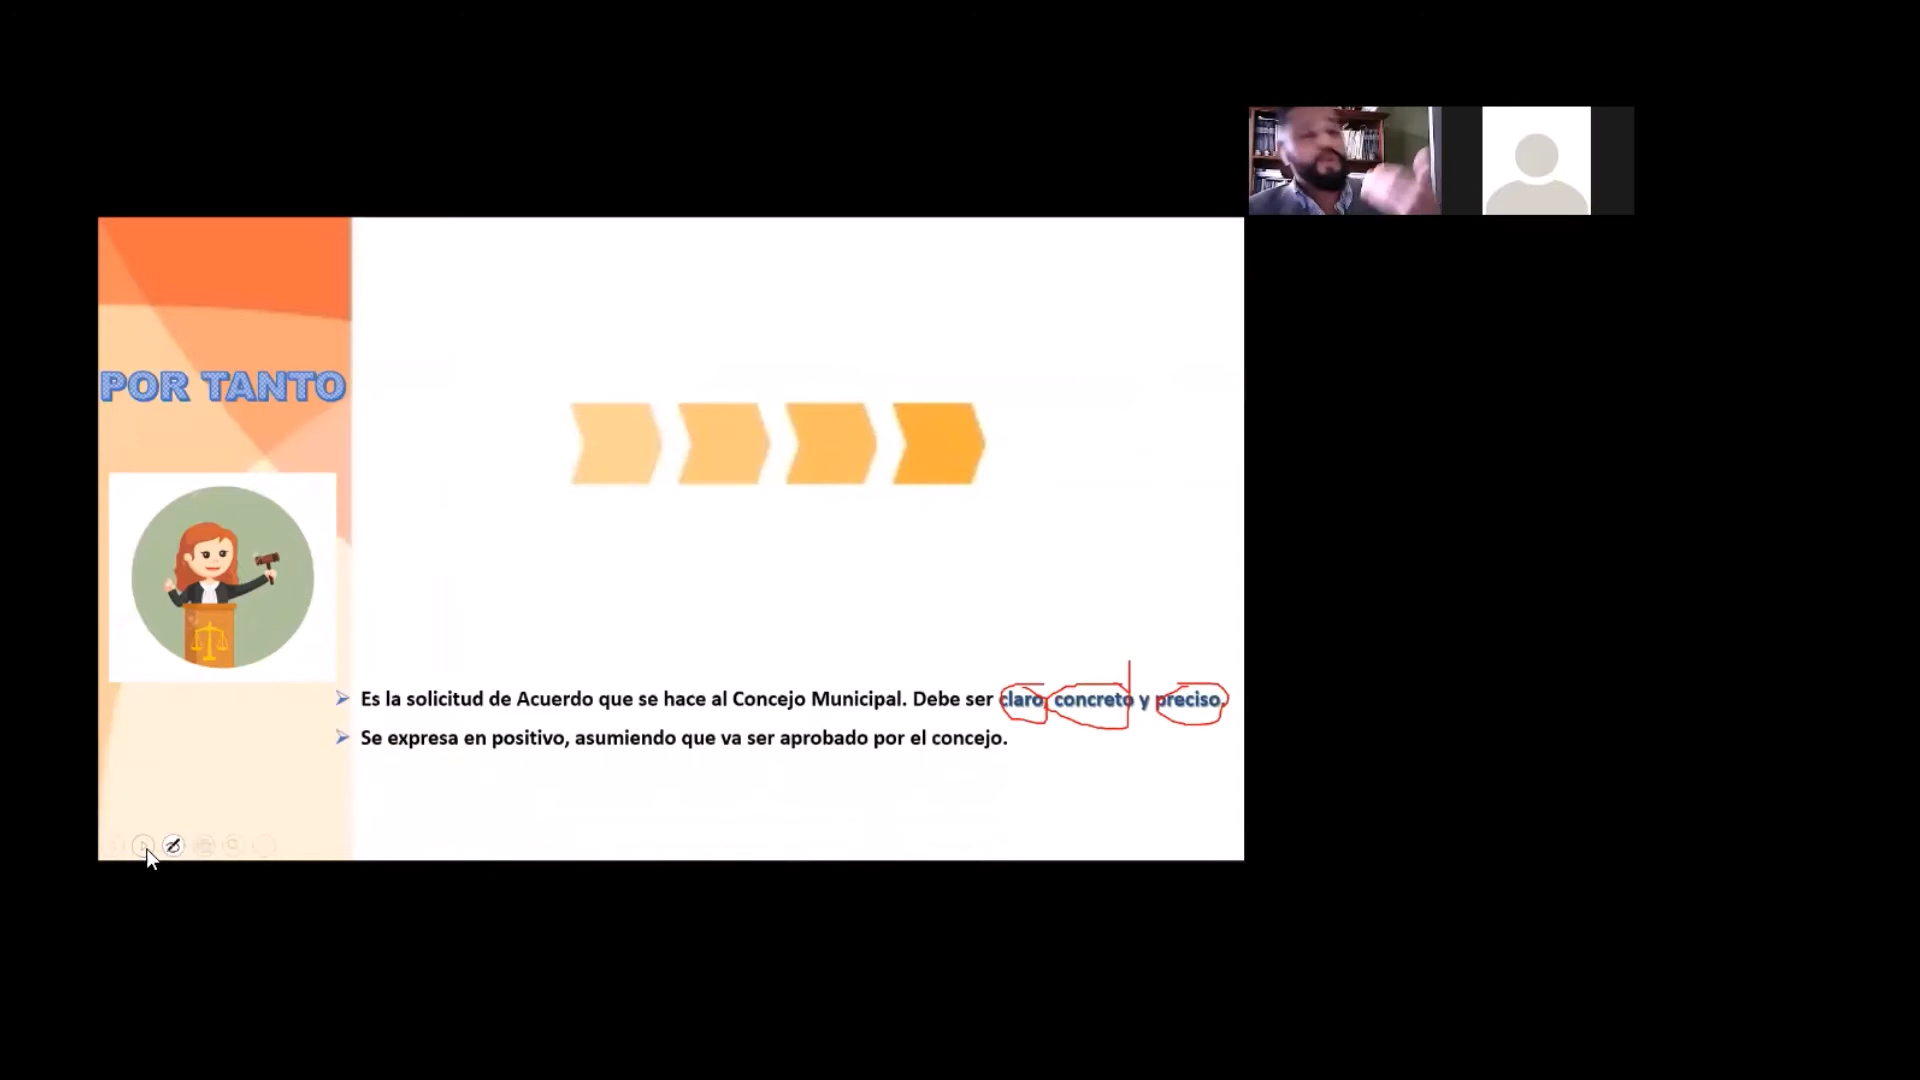 POR TANTO
Es la solicitud de Acuerdo que se hace al Concejo Municipal. Debe ser claro, concreto y preciso.
Se expresa en positivo, asumiendo que va ser aprobado por el concejo.